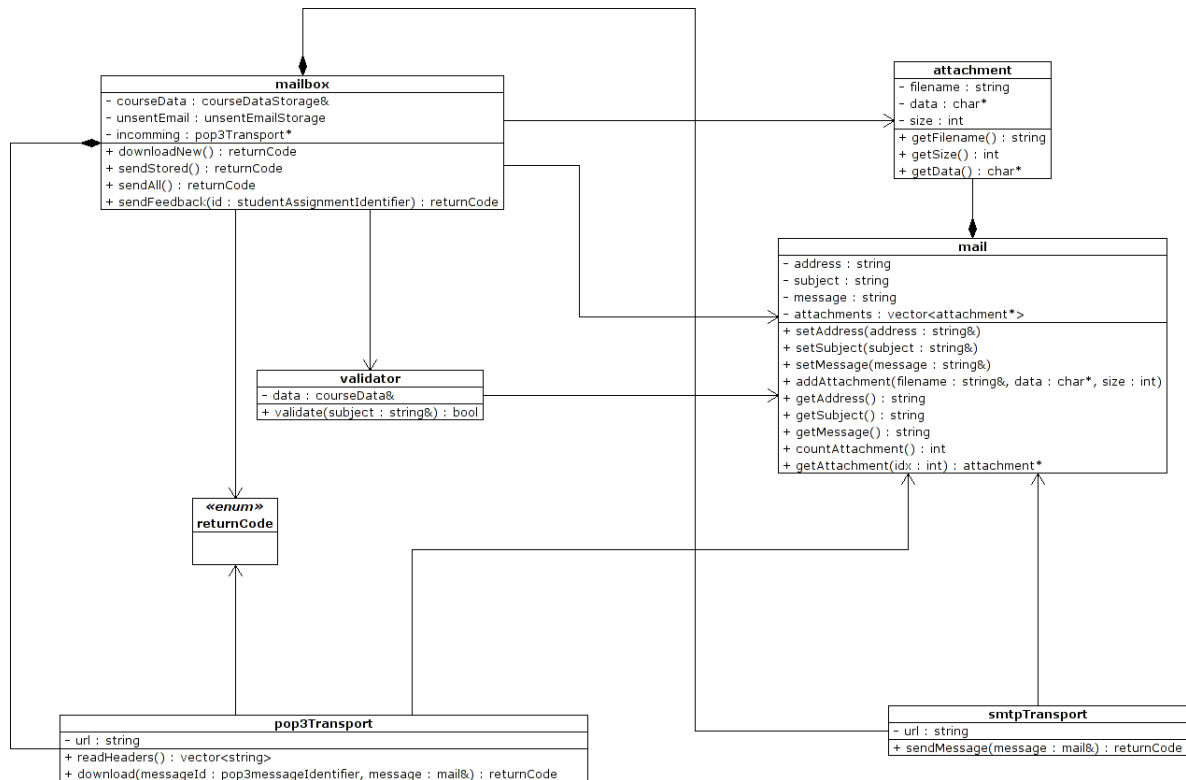 mailbox
- courseData : courseDataStorage&
- unsentEmail : unsentEmailStorage
- incomming : pop3Transport*
+ downloadNew() : returnCode
+ sendStored() : returnCode
+ sendAll() : returnCode
+ sendFeedback(id : studentAssignmentIdentifier) : returnCode
attachment
- filename : string
- data : char*
- size : int
+ getFilename() : string
+ getSize() : int
+ getData() : char*
mail
- address : string
- subject : string
- message : string
- attachments : vector<attachment*>
+ setAddress(address : string&)
+ setSubject(subject : string&)
+ setMessage(message : string&)
+ addAttachment(filename : string&, data : char*, size : int)
+ getAddress() : string
+ getSubject() : string
+ getMessage() : string
+ countAttachment() : int
+ getAttachment(idx : int) : attachment*
validator
- data : courseData&
+ validate(subject : string&) : bool
«enum»
returnCode
pop3Transport
- url : string
+ readHeaders() : vector<string>
+ download(messageId : pop3messageIdentifier, message : mail&) : returnCode
smtpTransport
- url : string
+ sendMessage(message : mail&) : returnCode